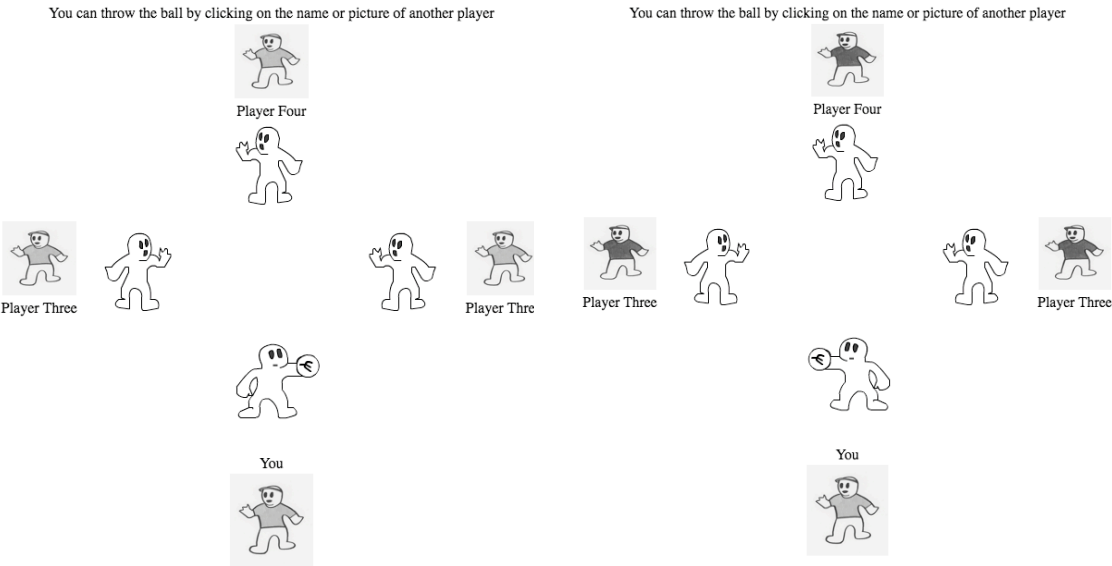 You can throw the ball by clicking on the name or picture of another player
Player Four
Player Three
Player Thre
€
You
You can throw the ball by clicking on the name or picture of another player
Player Four
Player Three
Player Three
€
You